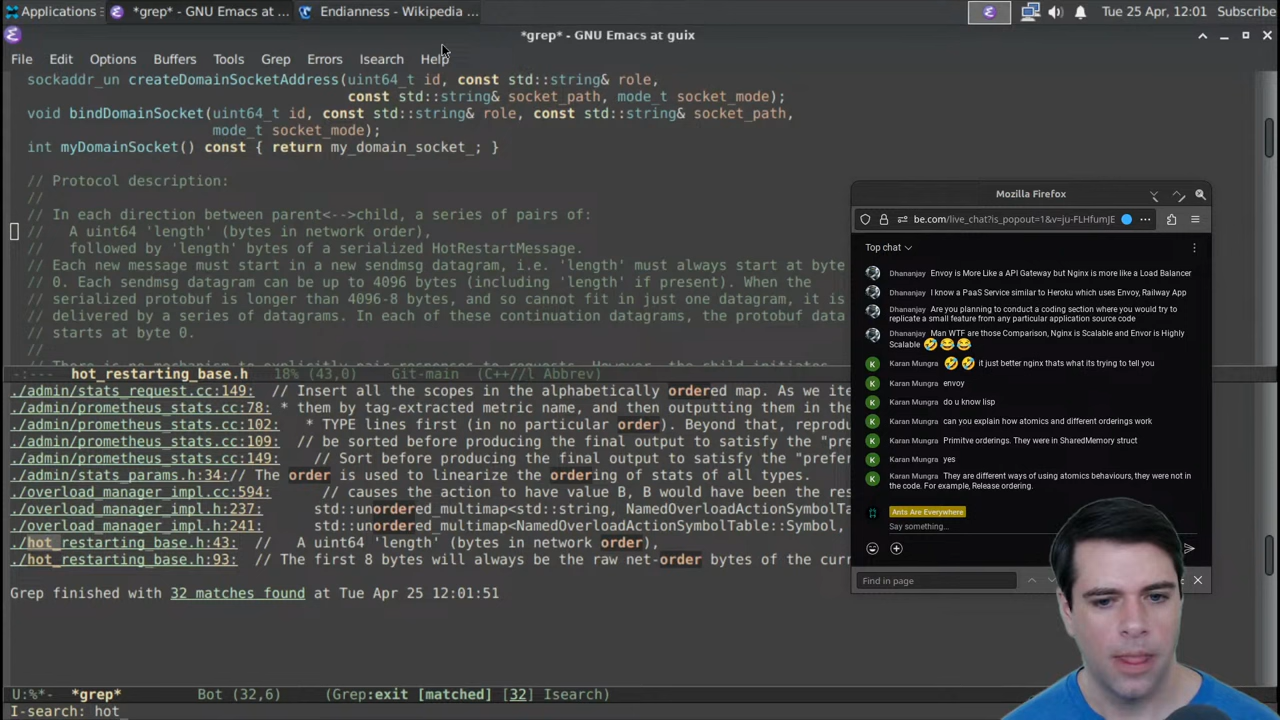 Applications
*grep* - GNU Emacs at ...
Endianness - Wikipedia ...
Tue 25 Apr, 12:01
Subscribe
*grep* - GNU Emacs at guix
File Edit Options Buffers Tools Grep Errors Isearch Help
sockaddr_un createDomainSocketAddress(uint64_t id, const std::string& role,
const std::string& socket_path, mode_t socket_mode);
void bindDomainSocket(uint64_t id, const std::string& role, const std::string& socket_path,
mode_t socket_mode);
int myDomainSocket() const { return my_domain_socket_; }
// Protocol description:
//
// In each direction between parent<-->child, a series of pairs of:
//   A uint64 'length' (bytes in network order),
//   followed by 'length' bytes of a serialized HotRestartMessage.
// Each new message must start in a new sendmsg datagram, i.e. 'length' must always start at byte
// 0. Each sendmsg datagram can be up to 4096 bytes (including 'length' if present). When the
// serialized protobuf is longer than 4096-8 bytes, and so cannot fit in just one datagram, it is
// delivered by a series of datagrams. In each of these continuation datagrams, the protobuf data
// starts at byte 0.
//
-:--- hot_restarting_base.h 18% (43,0) Git-main (C++//l Abbrev)
./admin/stats_request.cc:149: // Insert all the scopes in the alphabetically ordered map. As we ite
./admin/prometheus_stats.cc:78: * them by tag-extracted metric name, and then outputting them in the
./admin/prometheus_stats.cc:102: * TYPE lines first (in no particular order). Beyond that, reprodu
./admin/prometheus_stats.cc:109: // be sorted before producing the final output to satisfy the "pre
./admin/prometheus_stats.cc:149: // Sort before producing the final output to satisfy the "prefer
./admin/stats_params.h:34:// The order is used to linearize the ordering of stats of all types.
./overload_manager_impl.cc:594: // causes the action to have value B, B would have been the res
./overload_manager_impl.h:237: std::unordered_multimap<std::string, NamedOverloadActionSymbolTa
./overload_manager_impl.h:241: std::unordered_multimap<NamedOverloadActionSymbolTable::Symbol,
./hot_restarting_base.h:43: //   A uint64 'length' (bytes in network order),
./hot_restarting_base.h:93: // The first 8 bytes will always be the raw net-order bytes of the curr
Grep finished with 32 matches found at Tue Apr 25 12:01:51
U:%*- *grep* Bot (32,6) (Grep:exit [matched] [32] Isearch)
I-search: hot_
Mozilla Firefox
be.com/live_chat?is_popout=1&v=ju-FLHfumJE
Top chat
Dhananjay Envoy is More Like a API Gateway but Nginx is more like a Load Balancer
Dhananjay I know a PaaS Service similar to Heroku which uses Envoy, Railway App
Dhananjay Are you planning to conduct a coding section where you would try to
replicate a small feature from any particular application source code
Dhananjay Man WTF are those Comparison, Nginx is Scalable and Envor is Highly
Scalable 🤣😂😂
K Karan Mungra 🤣🤣 it just better nginx thats what its trying to tell you
K Karan Mungra envoy
K Karan Mungra do u know lisp
K Karan Mungra can you explain how atomics and different orderings work
K Karan Mungra Primitve orderings. They were in SharedMemory struct
K Karan Mungra yes
K Karan Mungra They are different ways of using atomics behaviours, they were not in
the code. For example, Release ordering.
Ants Are Everywhere
Say something...
Find in page